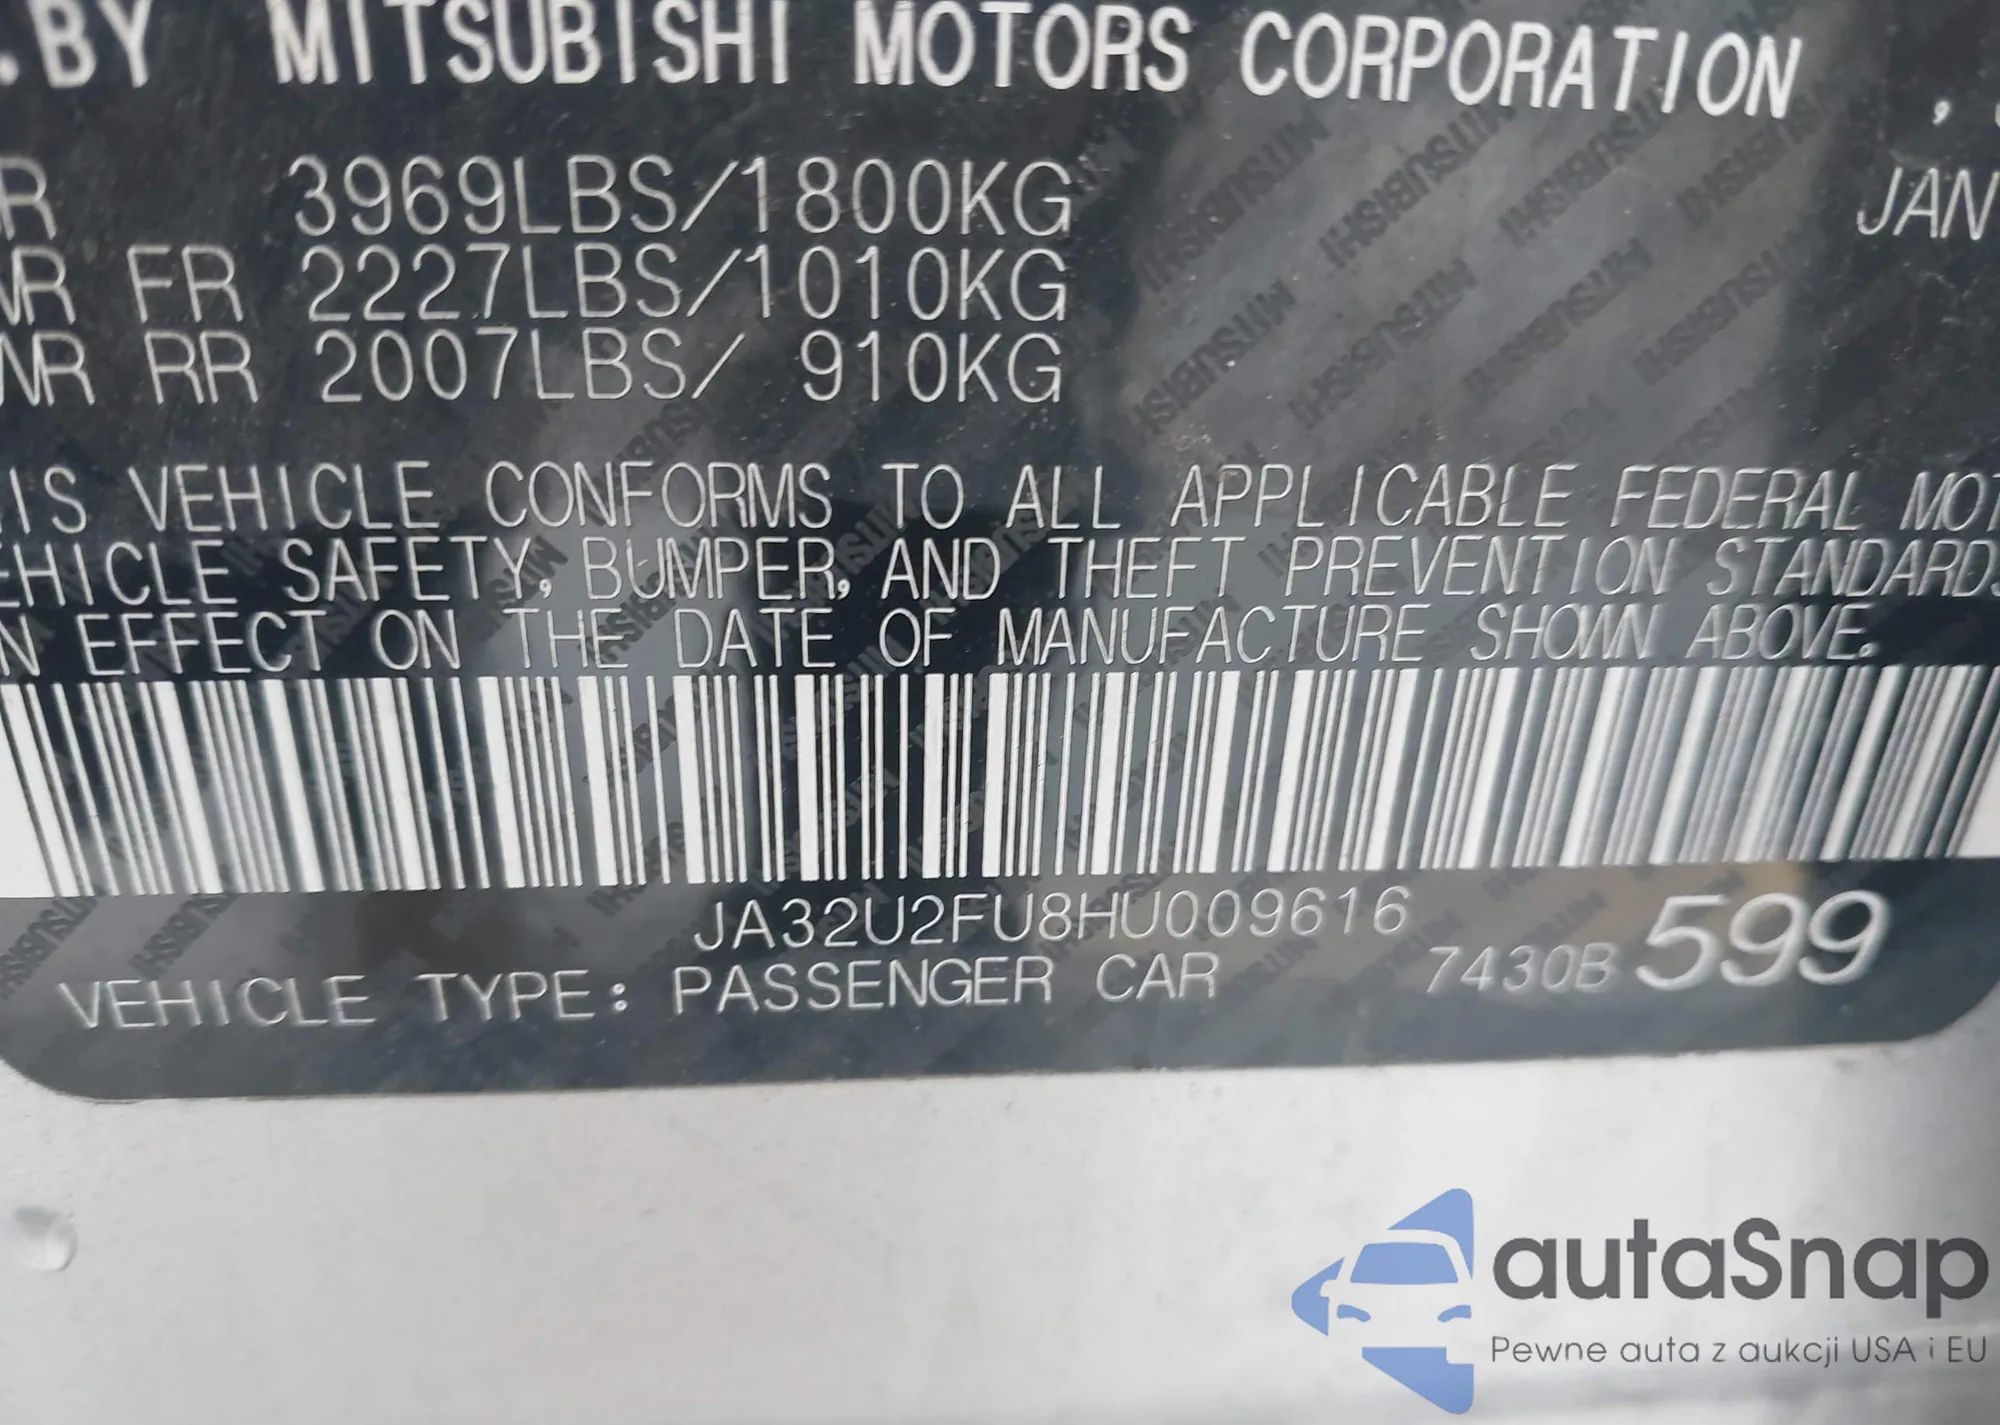 .BY MITSUBISHI MOTORS CORPORATION ,
3969LBS/1800KG JAN
FR 2227LBS/1010KG
RR 2007LBS/ 910KG
IS VEHICLE CONFORMS TO ALL APPLICABLE FEDERAL MOT
EHICLE SAFETY, BUMPER, AND THEFT PREVENTION STANDARDS
N EFFECT ON THE DATE OF MANUFACTURE SHOWN ABOVE.
JA32U2FU8HU009616
VEHICLE TYPE: PASSENGER CAR 7430B 599
autaSnap
Pewne auta z aukcji USA i EU